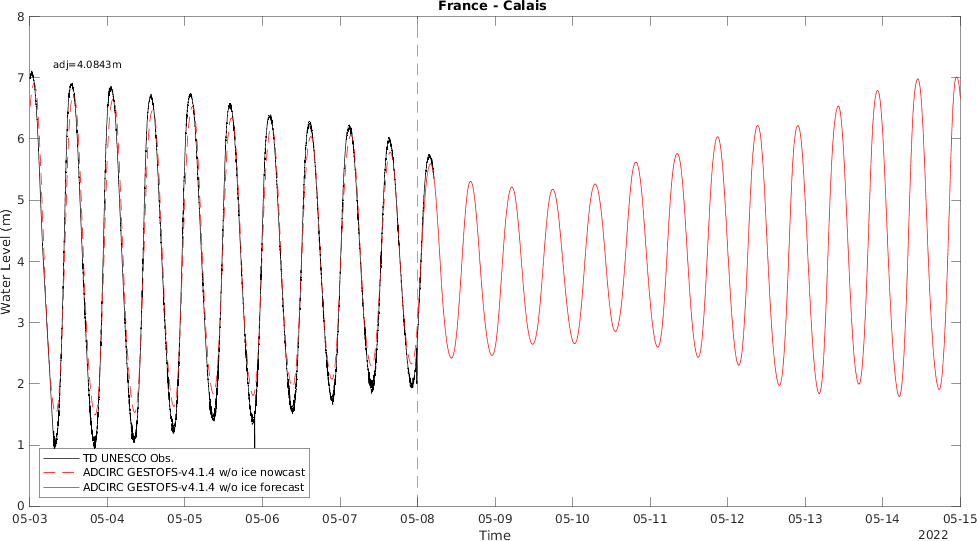 France - Calais
adj=4.0843m
8
7
6
5
4
3
2
1
0
Water Level (m)
TD UNESCO Obs.
ADCIRC GESTOFS-v4.1.4 w/o ice nowcast
ADCIRC GESTOFS-v4.1.4 w/o ice forecast
05-03 05-04 05-05 05-06 05-07 05-08 05-09 05-10 05-11 05-12 05-13 05-14 05-15
Time
2022